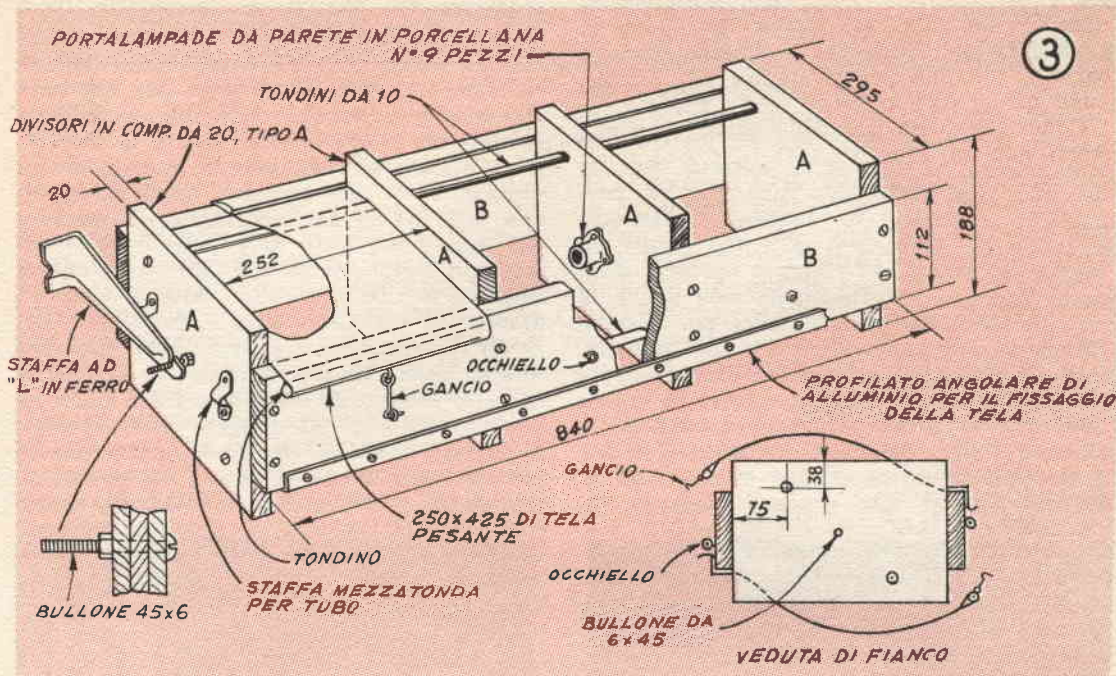 PORTALAMPADE DA PARETE IN PORCELLANA
N° 9 PEZZI
3
TONDINI DA 10
295
DIVISORI IN COMP. DA 20, TIPO A
20
A
188
112
B
A
A
B
252
A
STAFFA AD
"L" IN FERRO
OCCHIELLO
GANCIO
PROFILATO ANGOLARE DI
ALLUMINIO PER IL FISSAGGIO
DELLA TELA
840
GANCIO
38
15
250x425 DI TELA
PESANTE
TONDINO
OCCHIELLO
STAFFA MEZZATONDA
PER TUBO
BULLONE 45x6
BULLONE DA
6x45
VEDUTA DI FIANCO